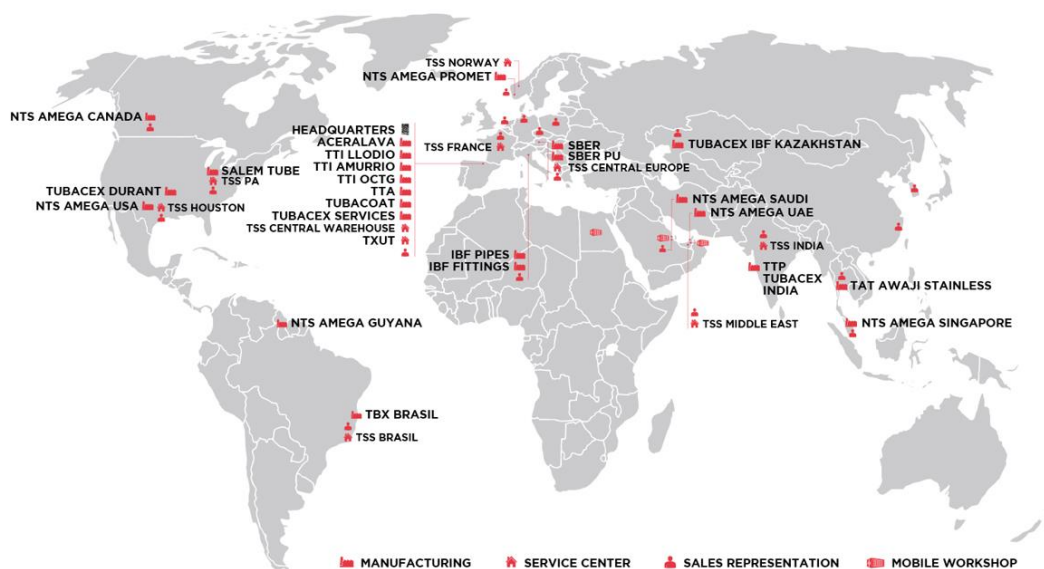 TSS NORWAY
NTS AMEGA PROMET
NTS AMEGA CANADA
HEADQUARTERS
ACERALAVA
TTI LLODIO
TTI AMURRIO
TTI OCTG
TTA
TUBACOAT
TUBACEX SERVICES
TSS CENTRAL WAREHOUSE
TXUT
TSS FRANCE
SBER
SBER PU
TSS CENTRAL EUROPE
TUBACEX IBF KAZAKHSTAN
SALEM TUBE
TSS PA
TUBACEX DURANT
NTS AMEGA USA
TSS HOUSTON
NTS AMEGA SAUDI
NTS AMEGA UAE
TSS INDIA
IBF PIPES
IBF FITTINGS
TTP
TUBACEX
INDIA
TAT AWAJI STAINLESS
NTS AMEGA GUYANA
TSS MIDDLE EAST
NTS AMEGA SINGAPORE
TBX BRASIL
TSS BRASIL
MANUFACTURING
SERVICE CENTER
SALES REPRESENTATION
MOBILE WORKSHOP